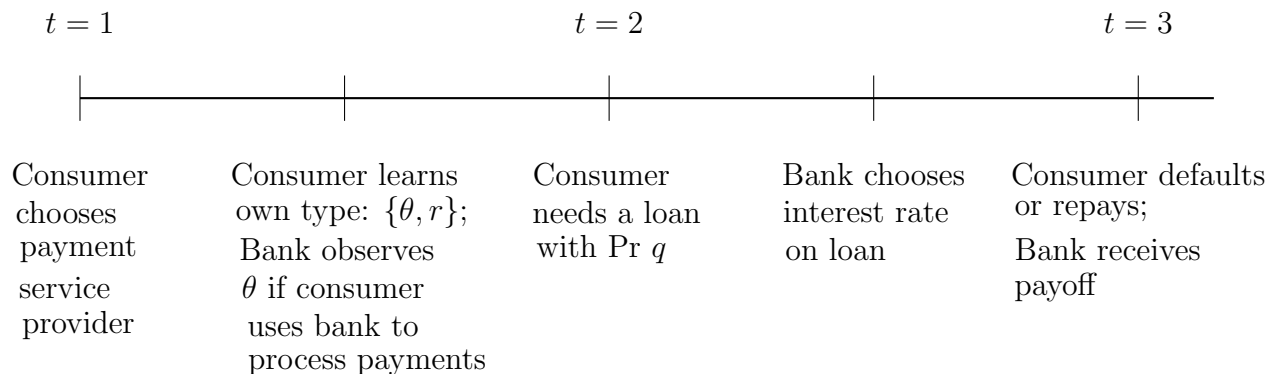 t = 1
t = 2
t = 3
Consumer
chooses
payment
service
provider
Consumer learns
own type: {θ, r};
Bank observes
θ if consumer
uses bank to
process payments
Consumer
needs a loan
with Pr q
Bank chooses
interest rate
on loan
Consumer defaults
or repays;
Bank receives
payoff